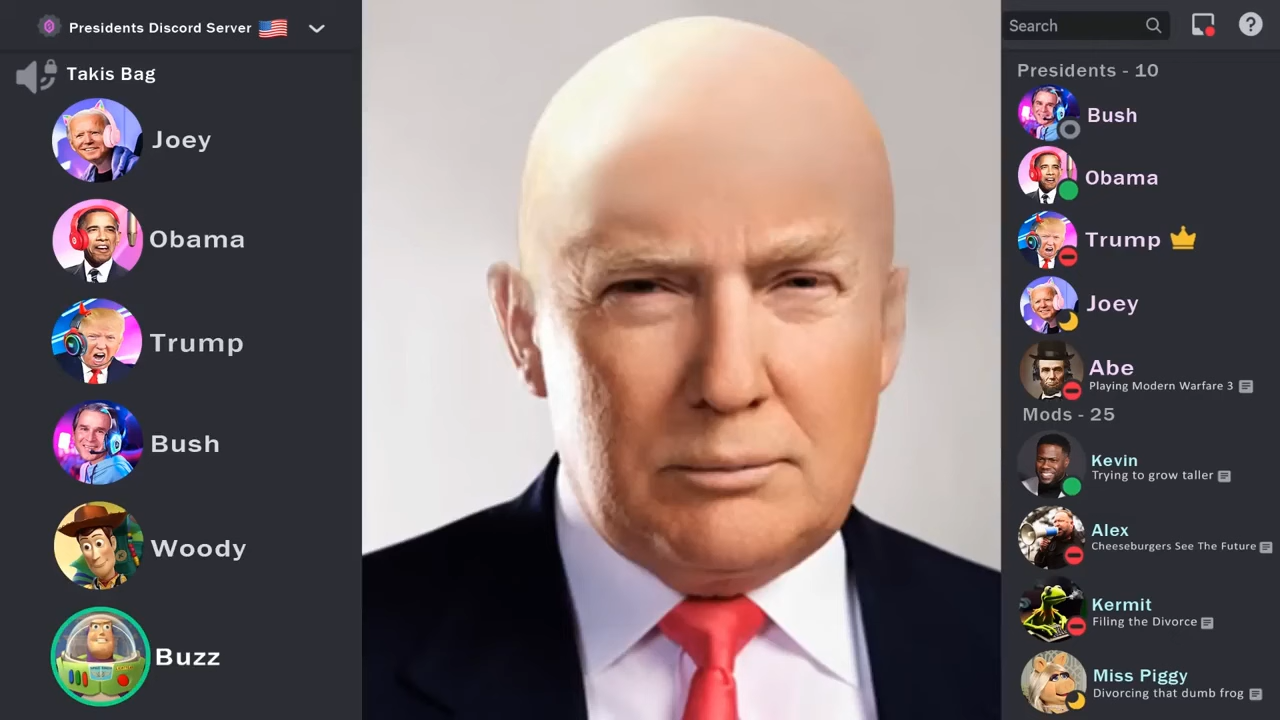 Presidents Discord Server
Takis Bag
Joey
Obama
Trump
Bush
Woody
Buzz
Search
Presidents - 10
Bush
Obama
Trump
Joey
Abe
Playing Modern Warfare 3
Mods - 25
Kevin
Trying to grow taller
Alex
Cheeseburgers See The Future
Kermit
Filing the Divorce
Miss Piggy
Divorcing that dumb frog